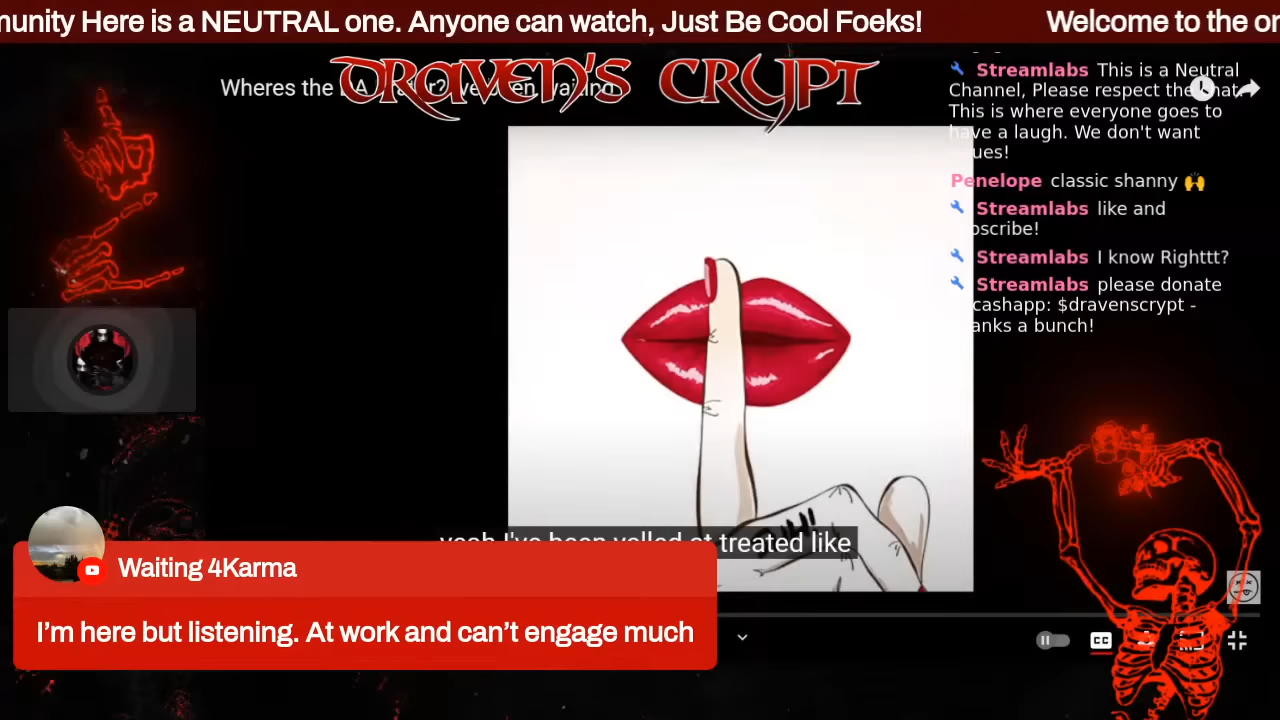 munity Here is a NEUTRAL one. Anyone can watch, Just Be Cool Foeks!
Welcome to the or
Wheres the
DRAVEN'S CRYPT
Streamlabs This is a Neutral
Channel, Please respect the chat.
This is where everyone goes to
have a laugh. We don't want
ues!
Penelope classic shanny 🙌
Streamlabs like and
oscribe!
Streamlabs I know Righttt?
Streamlabs please donate
cashapp: $dravenscrypt -
anks a bunch!
yeah I've been yelled at treated like
Waiting 4Karma
I'm here but listening. At work and can't engage much
CC